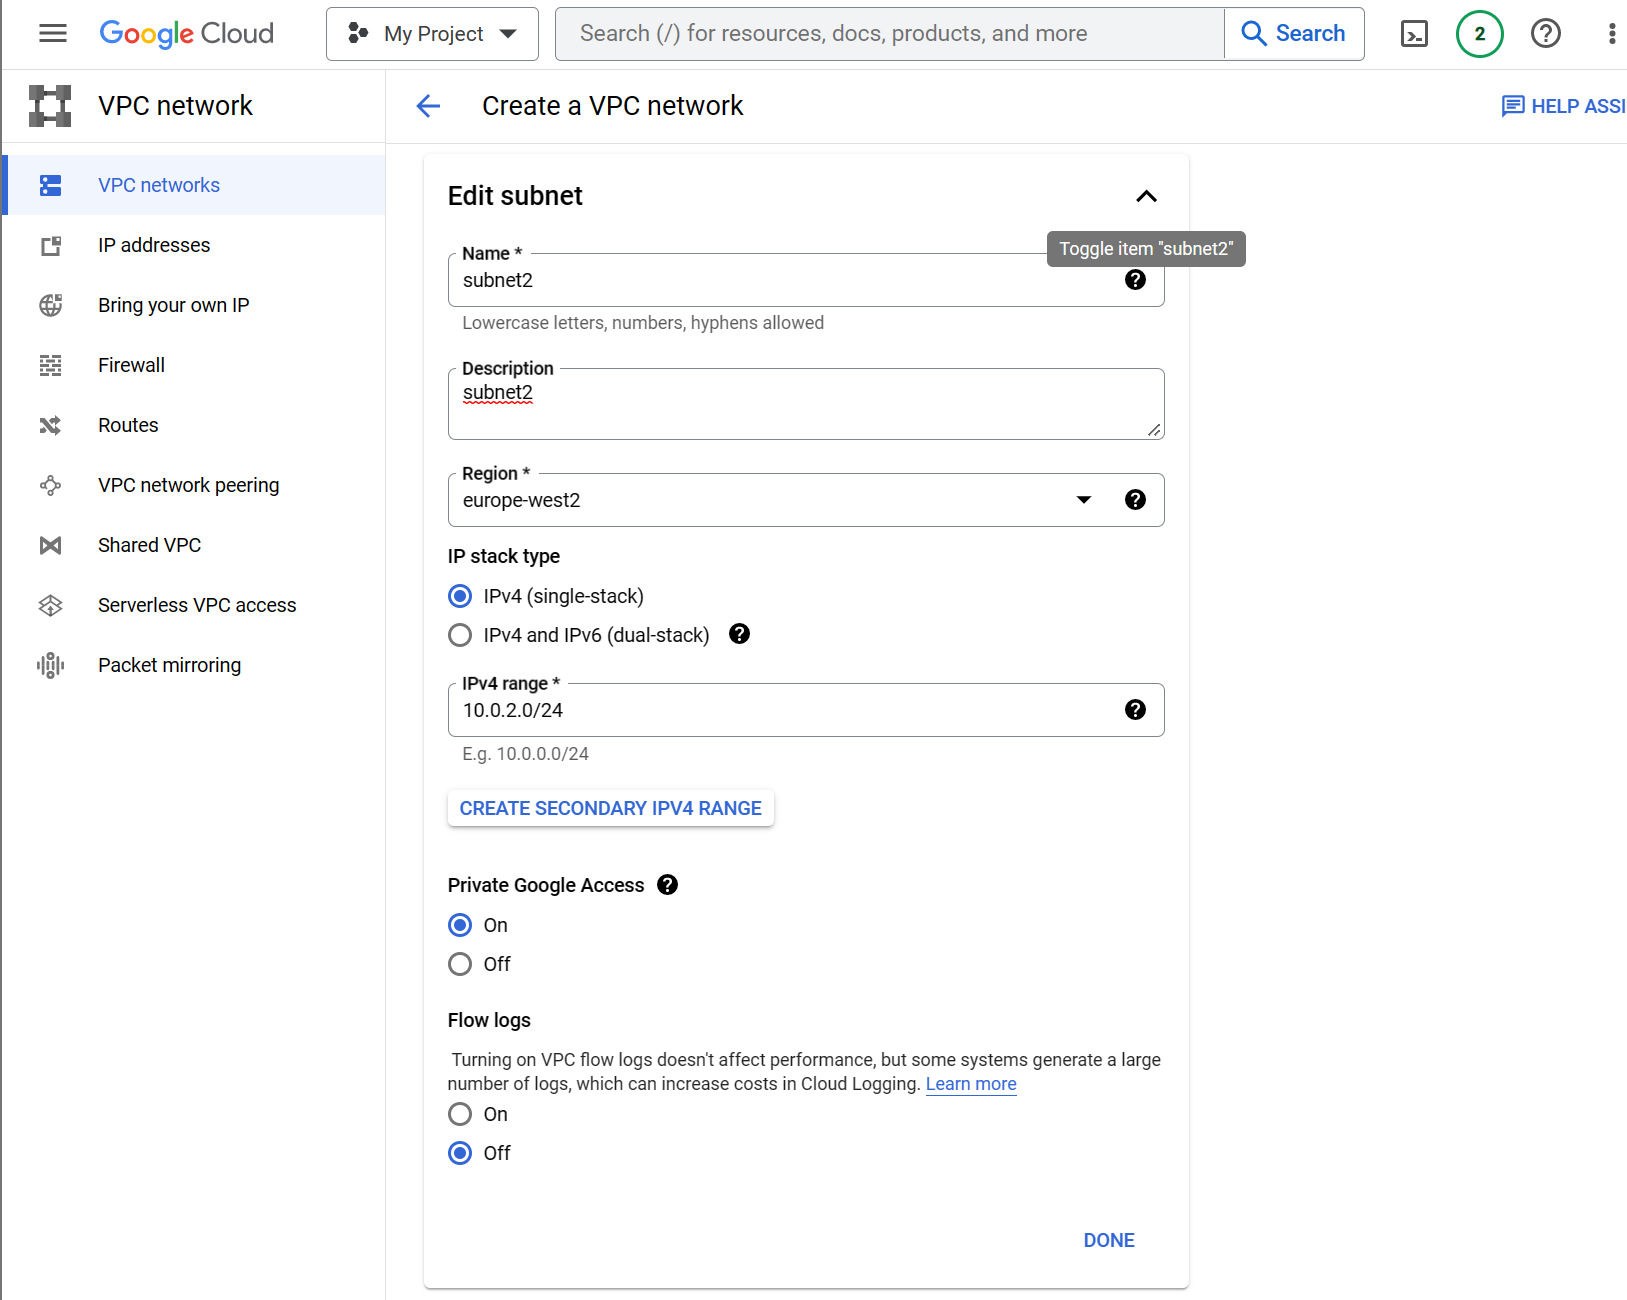 Google Cloud
My Project
Search (/) for resources, docs, products, and more
Search
2
VPC network
Create a VPC network
HELP ASSI
VPC networks
IP addresses
Bring your own IP
Firewall
Routes
VPC network peering
Shared VPC
Serverless VPC access
Packet mirroring
Edit subnet
Toggle item "subnet2"
Name *
subnet2
Lowercase letters, numbers, hyphens allowed
Description
subnet2
Region *
europe-west2
IP stack type
IPv4 (single-stack)
IPv4 and IPv6 (dual-stack)
IPv4 range *
10.0.2.0/24
E.g. 10.0.0.0/24
CREATE SECONDARY IPV4 RANGE
Private Google Access
On
Off
Flow logs
Turning on VPC flow logs doesn't affect performance, but some systems generate a large
number of logs, which can increase costs in Cloud Logging. Learn more
On
Off
DONE